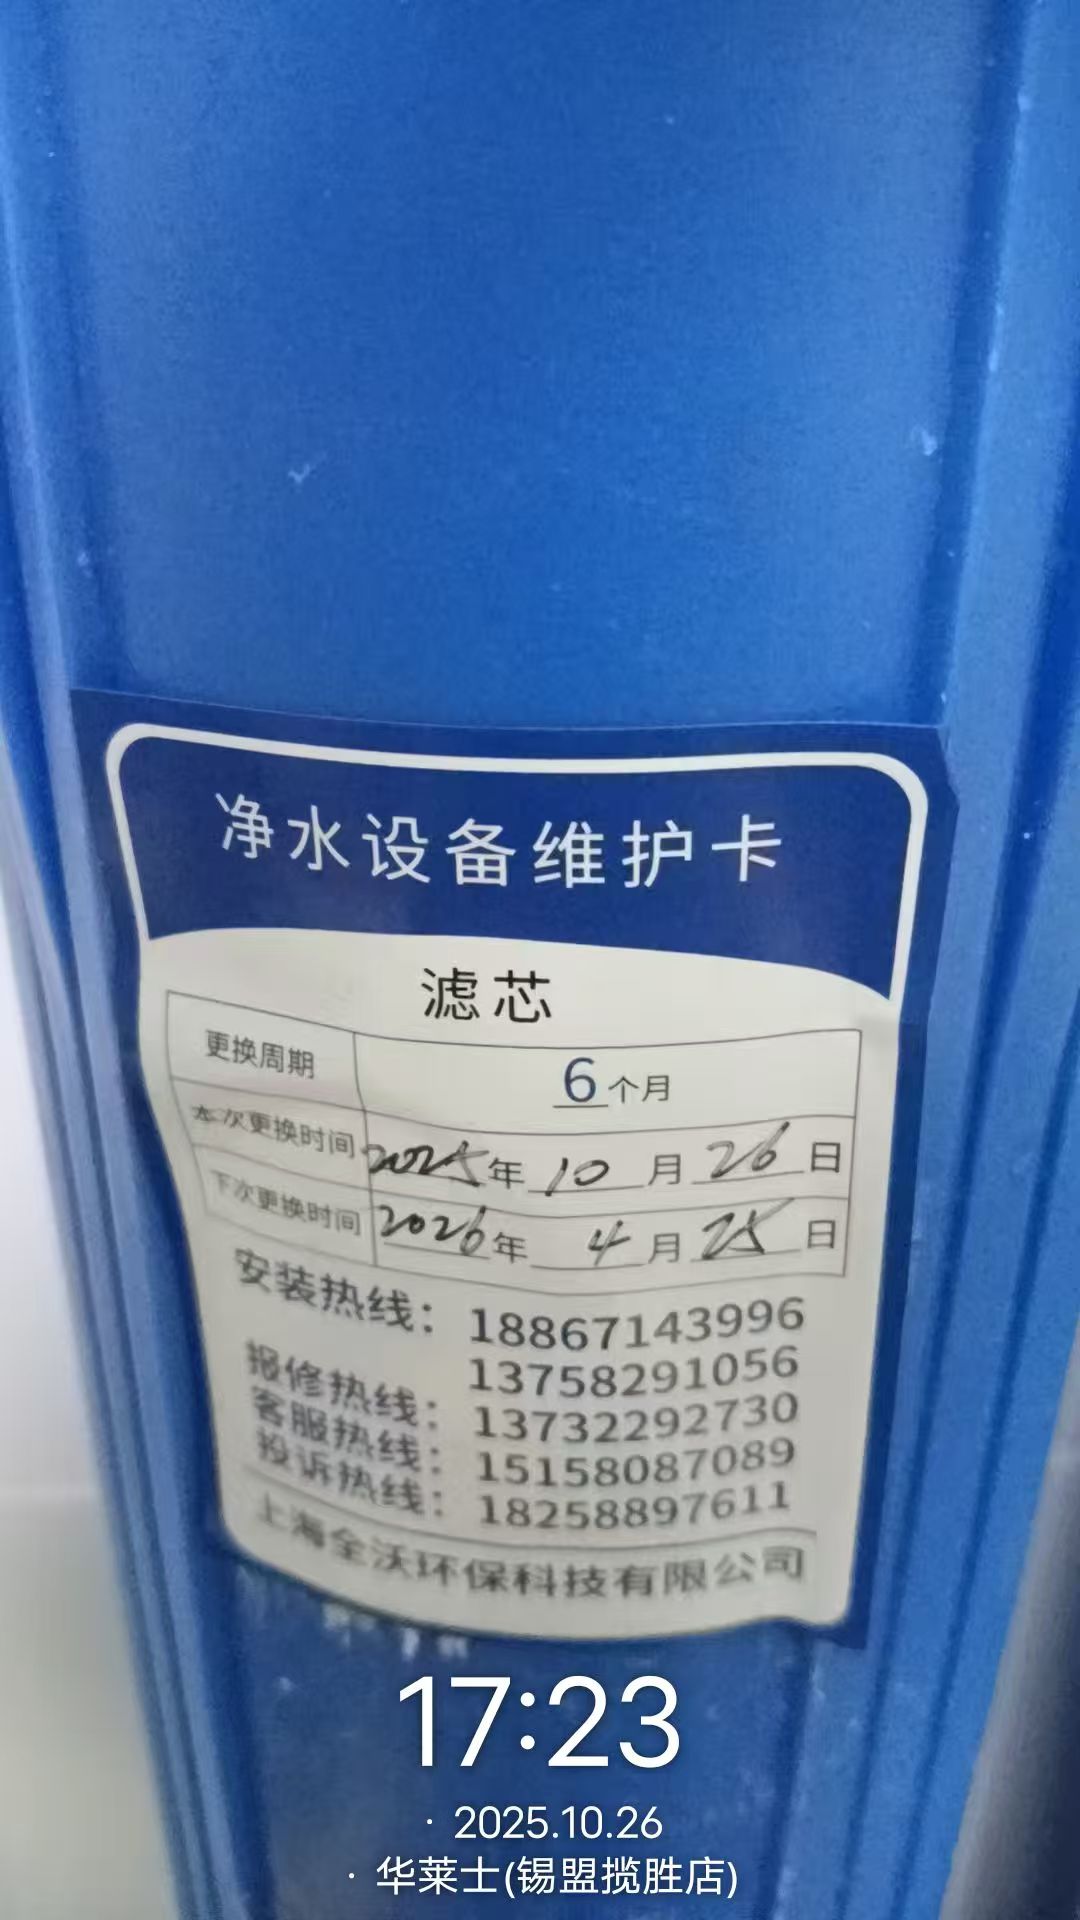 净水设备维护卡
滤芯
更换周期 6个月
本次更换时间 2025年10月26日
下次更换时间 2026年4月25日
安装热线：18867143996
13758291056
报修热线：13732292730
客服热线：15158087089
投诉热线：18258897611
上海全沃环保科技有限公司
17:23
· 2025.10.26
· 华莱士(锡盟揽胜店)